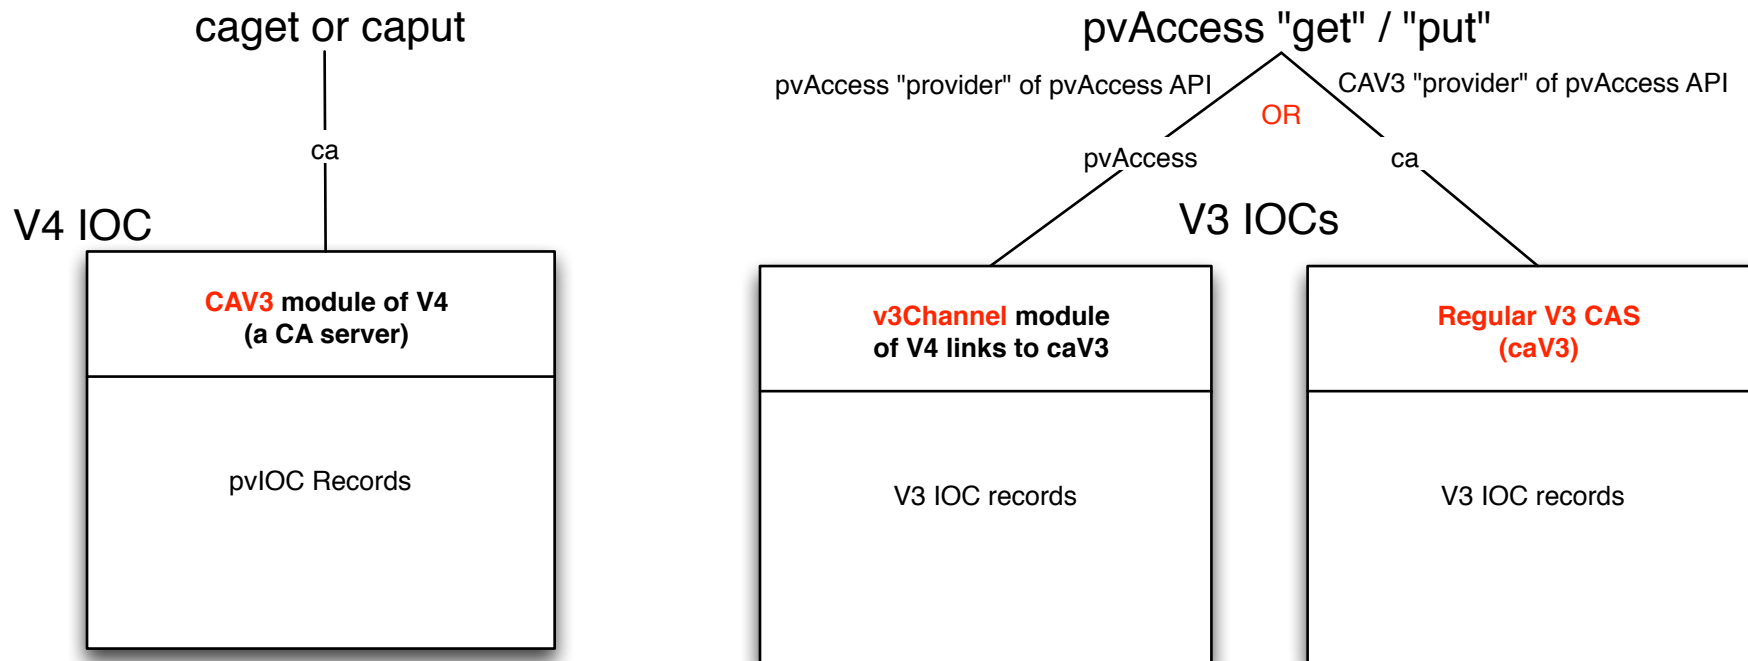 caget or caput
ca
V4 IOC
CAV3 module of V4
(a CA server)
pvIOC Records
pvAccess "get" / "put"
pvAccess "provider" of pvAccess API
CAV3 "provider" of pvAccess API
OR
pvAccess
ca
V3 IOCs
v3Channel module
of V4 links to caV3
V3 IOC records
Regular V3 CAS
(caV3)
V3 IOC records